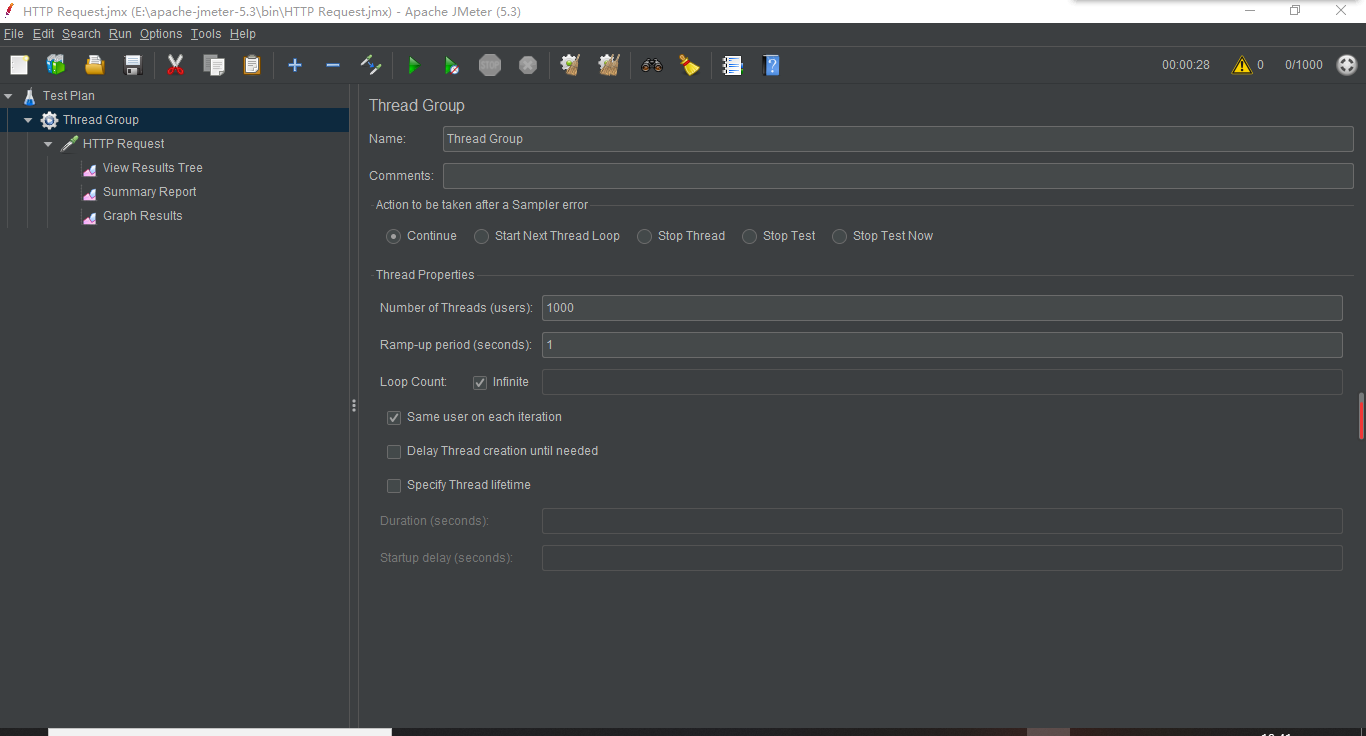 HTTP Request.jmx (E:\apache-jmeter-5.3\bin\HTTP Request.jmx) - Apache JMeter (5.3)
File Edit Search Run Options Tools Help
STOP 00:00:28 0 0/1000
Test Plan
Thread Group
HTTP Request
View Results Tree
Summary Report
Graph Results
Thread Group
Name: Thread Group
Comments:
Action to be taken after a Sampler error
Continue Start Next Thread Loop Stop Thread Stop Test Stop Test Now
Thread Properties
Number of Threads (users): 1000
Ramp-up period (seconds): 1
Loop Count: Infinite
Same user on each iteration
Delay Thread creation until needed
Specify Thread lifetime
Duration (seconds):
Startup delay (seconds):